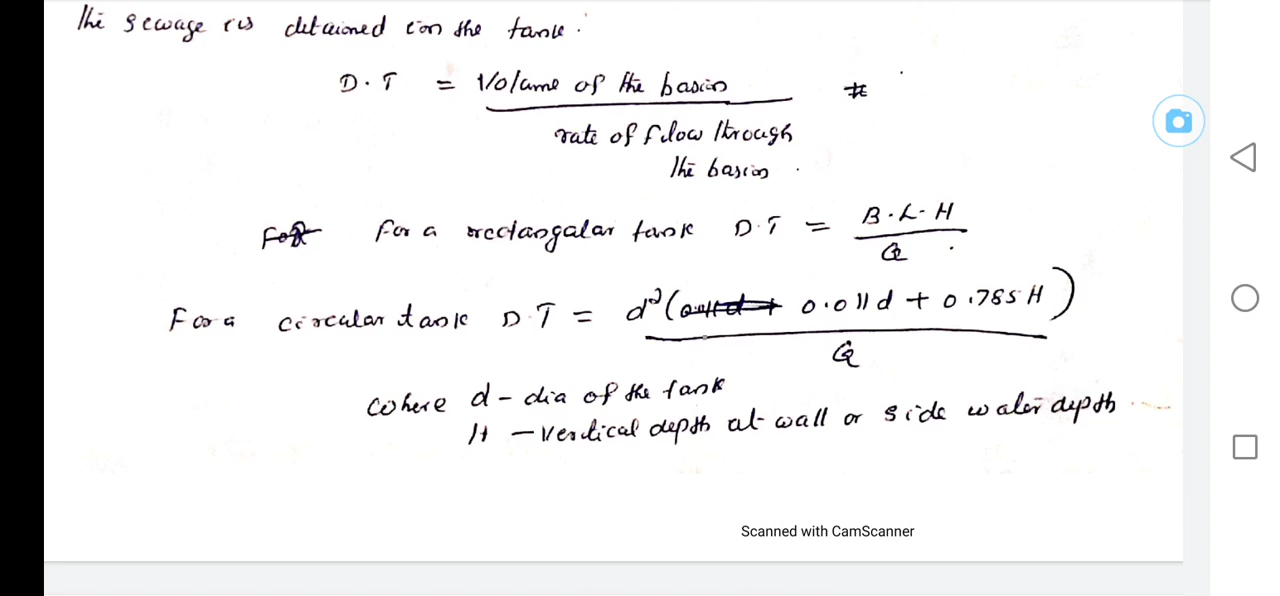 The sewage is detained in the tank.
D.T = Volume of the basin #
rate of flow through
the basin.
For a rectangular tank D.T = B.L.H
Q.
For a circular tank D.T = d²( 0.011d + 0.785H )
Q
where d - dia of the tank
H - vertical depth at wall or side water depth
Scanned with CamScanner